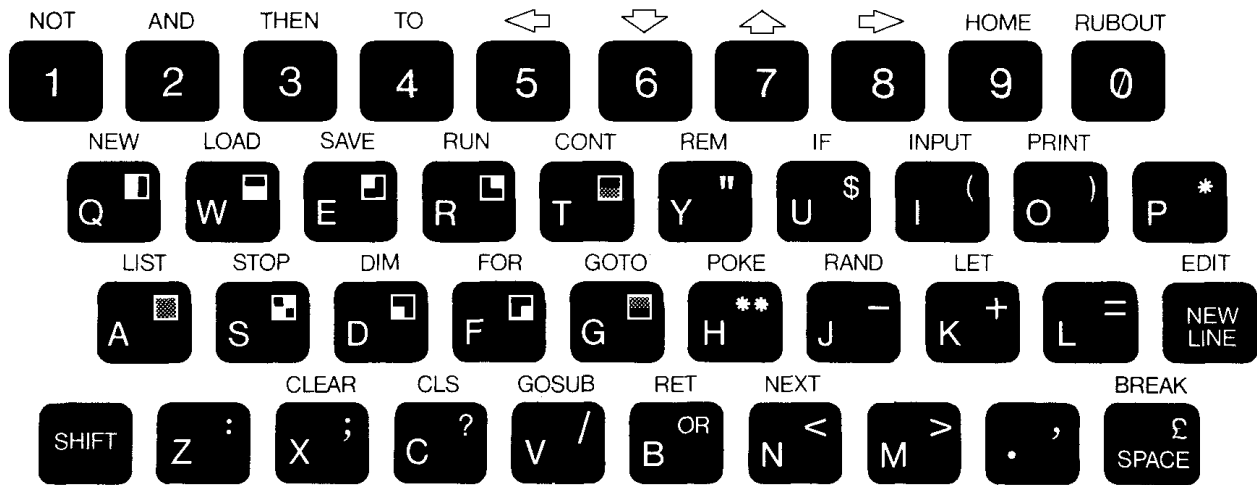 NOT AND THEN TO HOME RUBOUT
1 2 3 4 5 6 7 8 9 0
NEW LOAD SAVE RUN CONT REM IF INPUT PRINT
Q W E R T Y " U $ I ( O ) P *
LIST STOP DIM FOR GOTO POKE RAND LET EDIT
A S D F G H ** J - K + L = NEW LINE
CLEAR CLS GOSUB RET NEXT BREAK
SHIFT Z : X ; C ? V / B OR N < M > . , £ SPACE